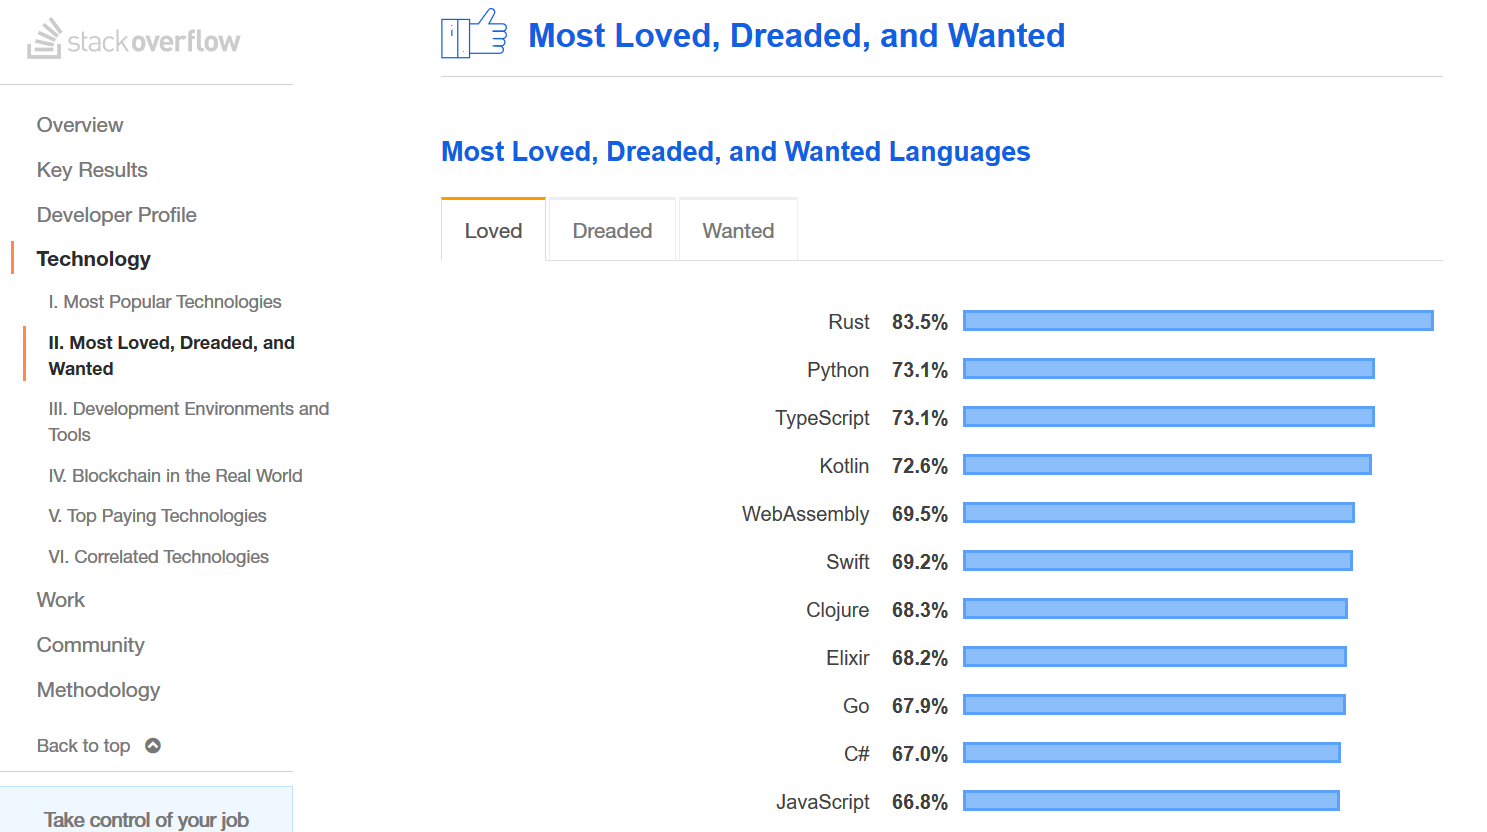 stackoverflow
Overview
Key Results
Developer Profile
Technology
I. Most Popular Technologies
II. Most Loved, Dreaded, and
Wanted
III. Development Environments and
Tools
IV. Blockchain in the Real World
V. Top Paying Technologies
VI. Correlated Technologies
Work
Community
Methodology
Back to top
Take control of your job
Most Loved, Dreaded, and Wanted
Most Loved, Dreaded, and Wanted Languages
Loved Dreaded Wanted
Rust 83.5%
Python 73.1%
TypeScript 73.1%
Kotlin 72.6%
WebAssembly 69.5%
Swift 69.2%
Clojure 68.3%
Elixir 68.2%
Go 67.9%
C# 67.0%
JavaScript 66.8%